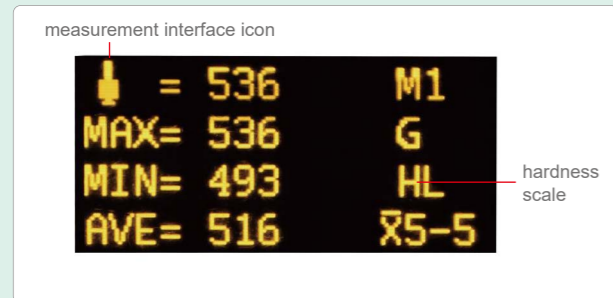 measurement interface icon
= 536 M1
MAX= 536 G
MIN= 493 HL
AVE= 516 X̅5-5
hardness
scale